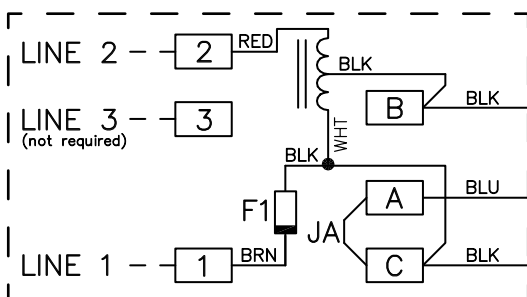 LINE 2
2
RED
BLK
B
BLK
LINE 3
(not required)
3
WHT
BLK
F1
A
BLU
JA
LINE 1
1
BRN
C
BLK